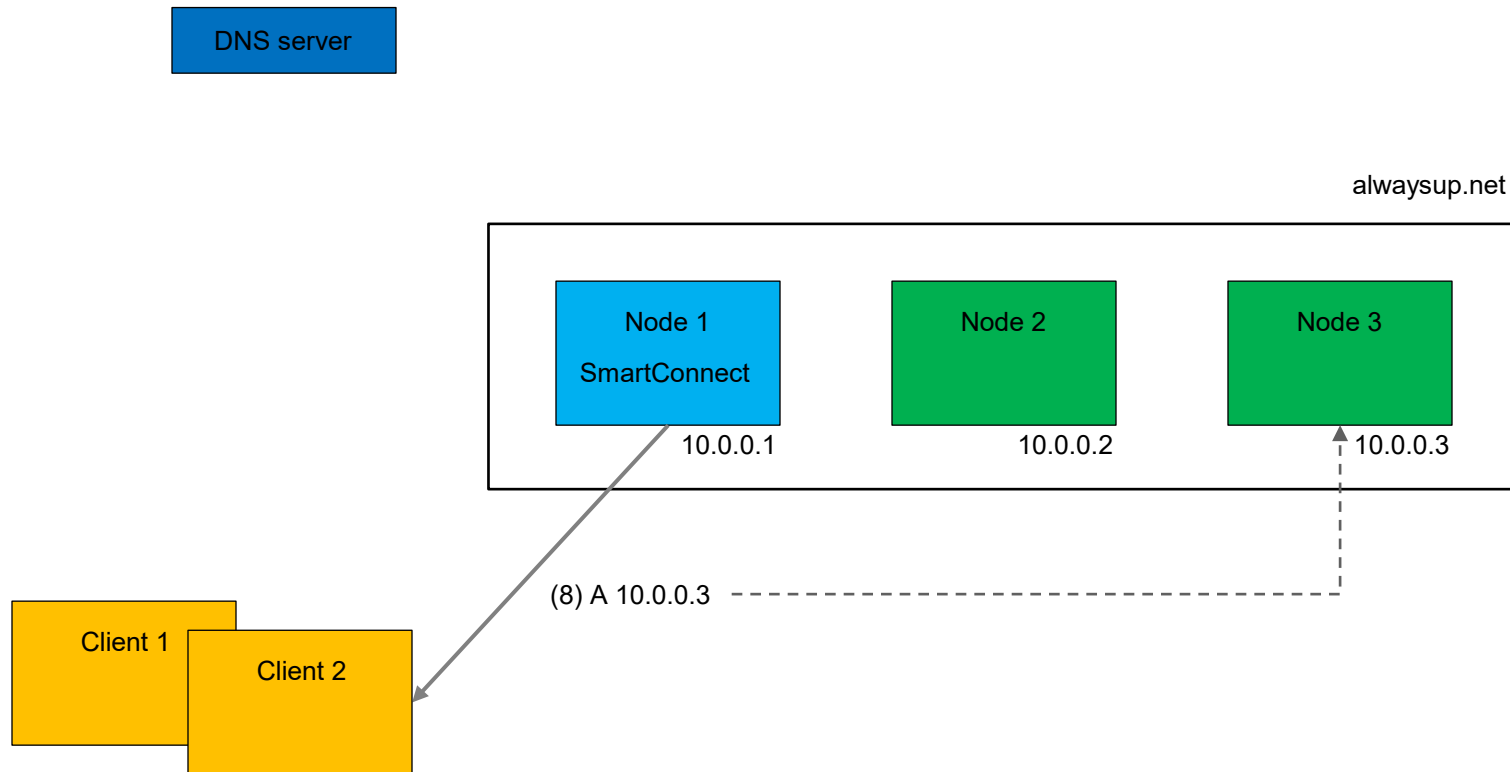 DNS server
alwaysup.net
Node 1
SmartConnect
Node 2
Node 3
10.0.0.1
10.0.0.2
10.0.0.3
(8) A 10.0.0.3
Client 1
Client 2